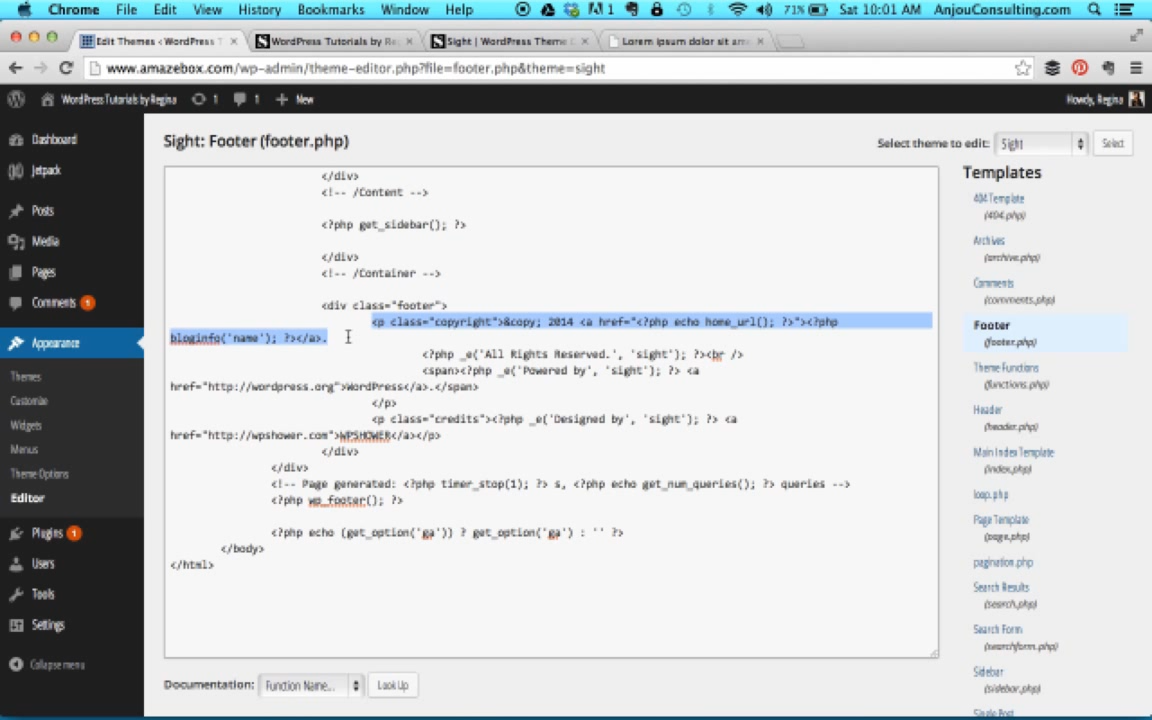 Chrome File Edit View History Bookmarks Window Help 1 71% Sat 10:01 AM AnjouConsulting.com
Edit Themes ‹ WordPress T × WordPress Tutorials by Re × Sight | WordPress Theme × Lorem ipsum dolor sit am ×
www.amazebox.com/wp-admin/theme-editor.php?file=footer.php&theme=sight
WordPress Tutorials by Regina 1 1 + New Howdy, Regina
Dashboard
Jetpack
Posts
Media
Pages
Comments 1
Appearance
Themes
Customize
Widgets
Menus
Theme Options
Editor
Plugins 1
Users
Tools
Settings
Collapse menu
Sight: Footer (footer.php)
Select theme to edit: Sight Select
</div>
<!-- /Content -->
<?php get_sidebar(); ?>
</div>
<!-- /Container -->
<div class="footer">
<p class="copyright">&copy; 2014 <a href="<?php echo home_url(); ?>"><?php
bloginfo('name'); ?></a>.
<?php _e('All Rights Reserved.', 'sight'); ?><br />
<span><?php _e('Powered by', 'sight'); ?> <a
href="http://wordpress.org">WordPress</a>.</span>
</p>
<p class="credits"><?php _e('Designed by', 'sight'); ?> <a
href="http://wpshower.com">WPSHOWER</a></p>
</div>
</div>
<!-- Page generated: <?php timer_stop(1); ?> s, <?php echo get_num_queries(); ?> queries -->
<?php wp_footer(); ?>
<?php echo (get_option('ga')) ? get_option('ga') : '' ?>
</body>
</html>
Documentation: Function Name... Look Up
Templates
404 Template
(404.php)
Archives
(archive.php)
Comments
(comments.php)
Footer
(footer.php)
Theme Functions
(functions.php)
Header
(header.php)
Main Index Template
(index.php)
loop.php
Page Template
(page.php)
pagination.php
Search Results
(search.php)
Search Form
(searchform.php)
Sidebar
(sidebar.php)
Single Post